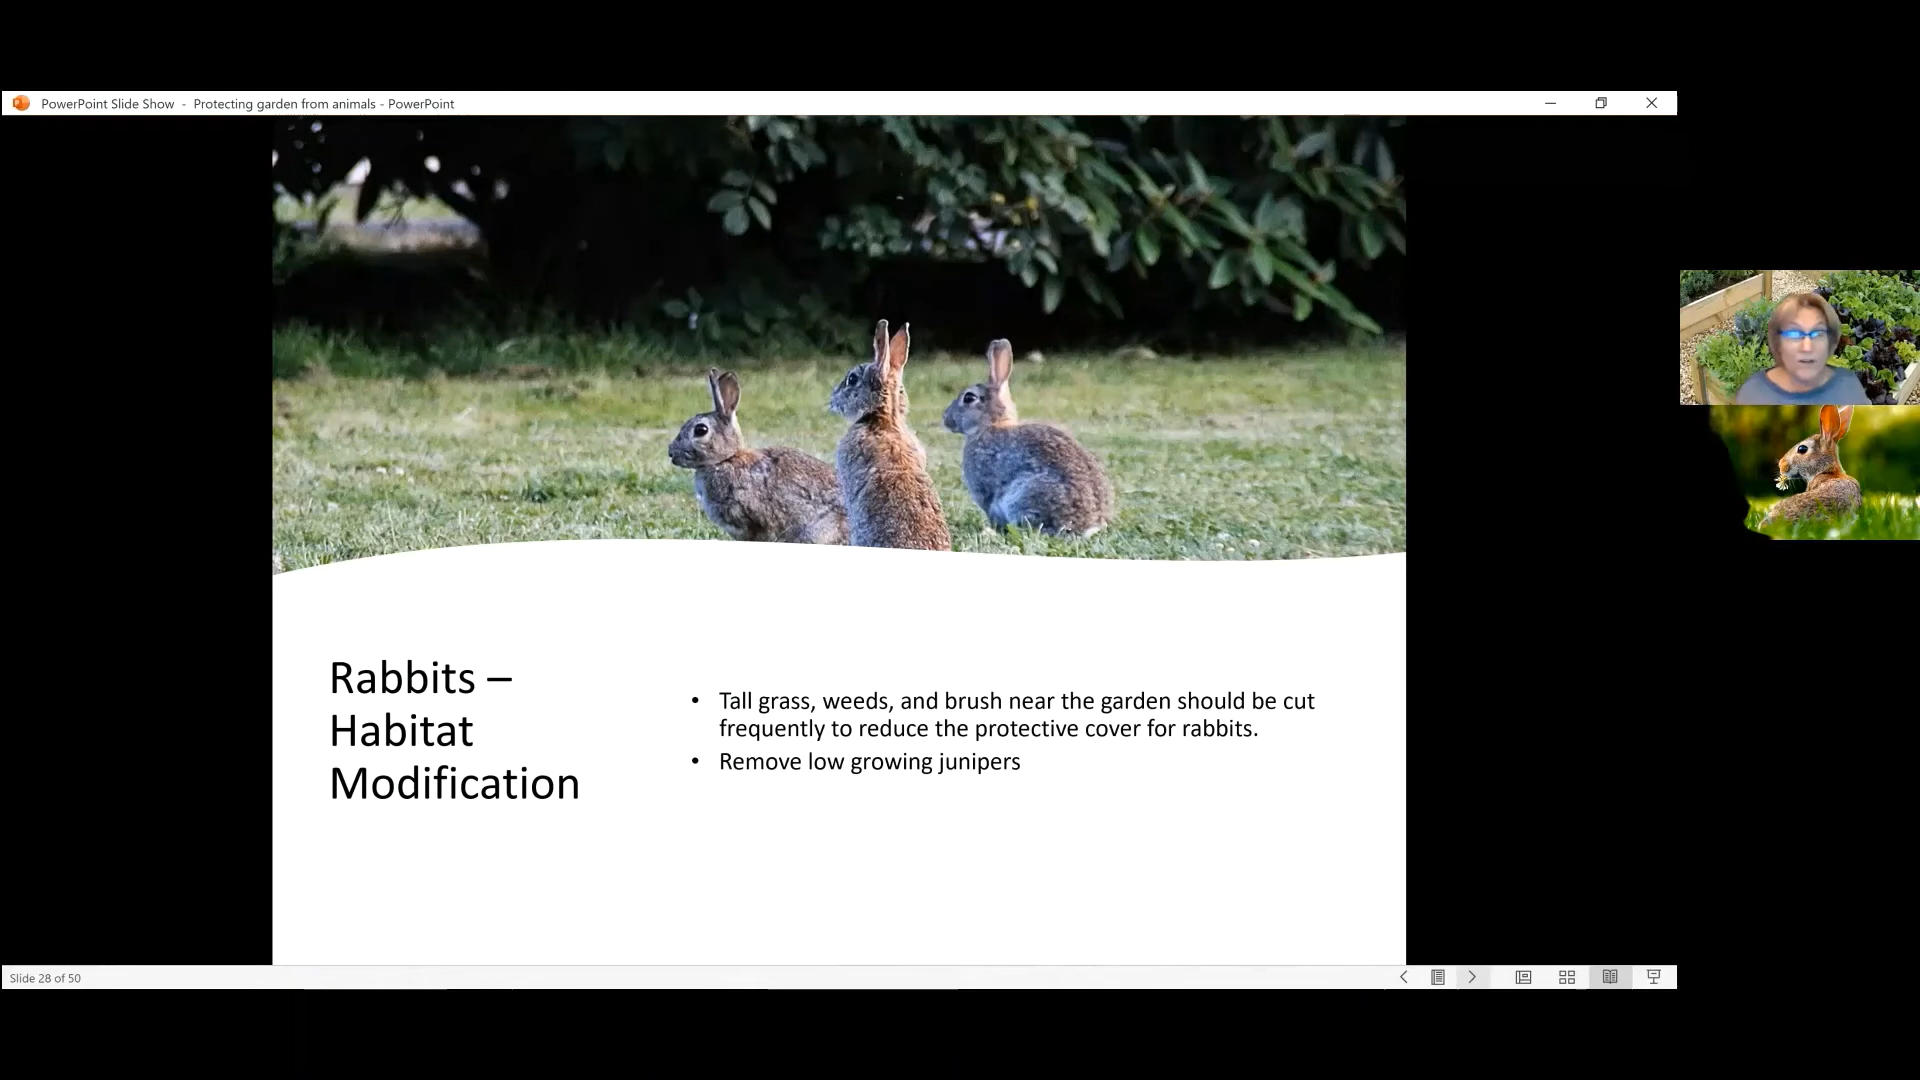 PowerPoint Slide Show - Protecting garden from animals - PowerPoint
Rabbits –
Habitat
Modification
• Tall grass, weeds, and brush near the garden should be cut
frequently to reduce the protective cover for rabbits.
• Remove low growing junipers
Slide 28 of 50